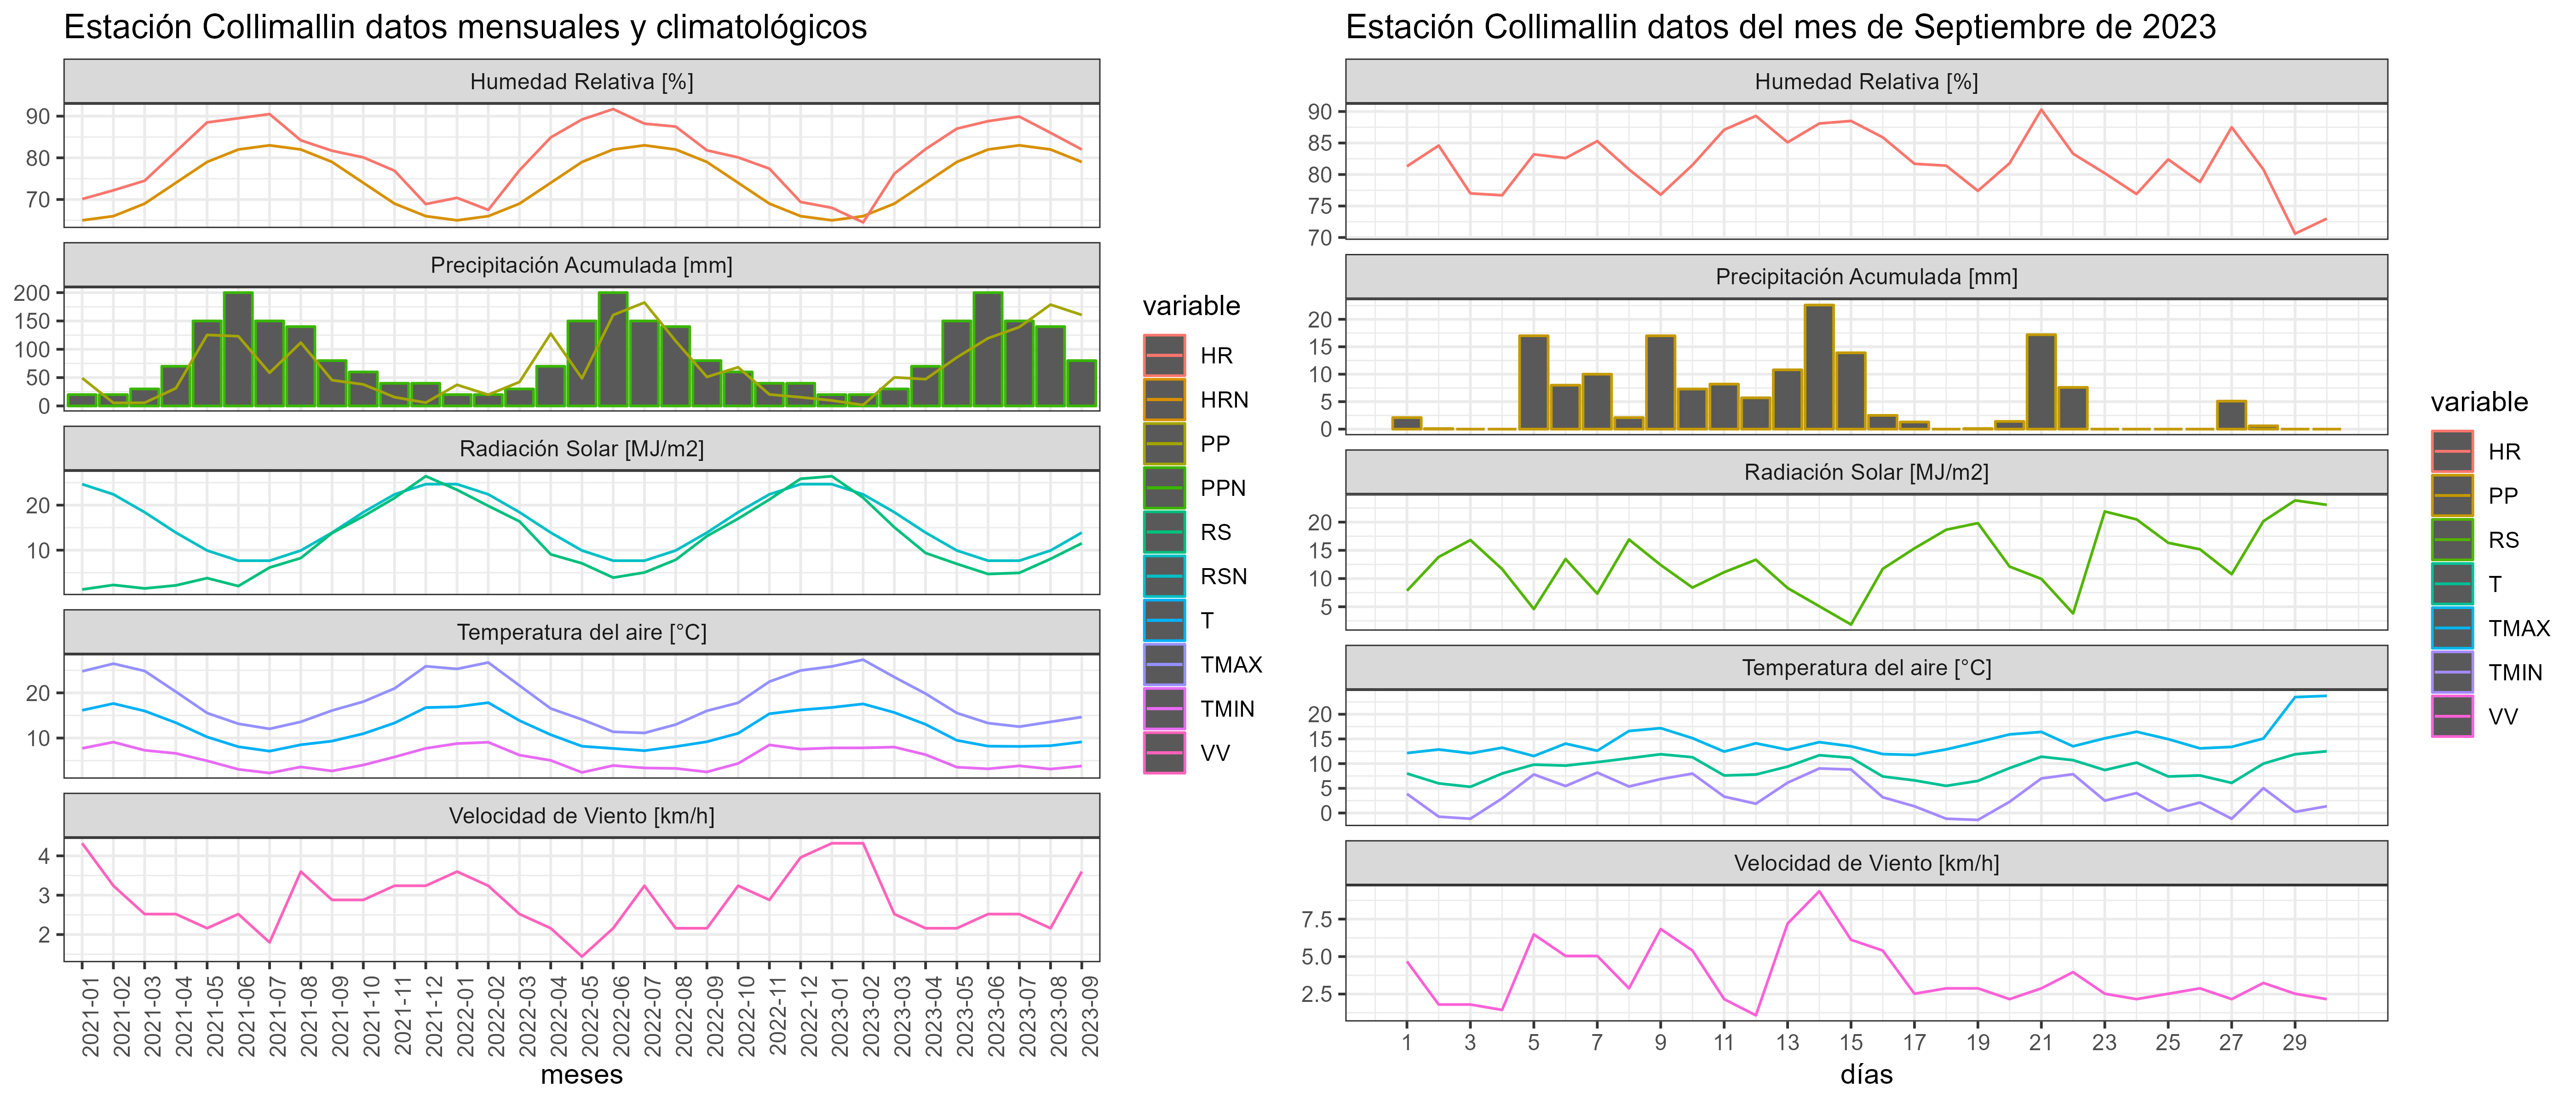 Estación Collimallin datos mensuales y climatológicos
Humedad Relativa [%]
90
80
70
Precipitación Acumulada [mm]
200
150
100
50
0
Radiación Solar [MJ/m2]
20
10
Temperatura del aire [°C]
20
10
Velocidad de Viento [km/h]
4
3
2
2021-01 2021-02 2021-03 2021-04 2021-05 2021-06 2021-07 2021-08 2021-09 2021-10 2021-11 2021-12 2022-01 2022-02 2022-03 2022-04 2022-05 2022-06 2022-07 2022-08 2022-09 2022-10 2022-11 2022-12 2023-01 2023-02 2023-03 2023-04 2023-05 2023-06 2023-07 2023-08 2023-09
meses
variable
HR
HRN
PP
PPN
RS
RSN
T
TMAX
TMIN
VV
Estación Collimallin datos del mes de Septiembre de 2023
Humedad Relativa [%]
90
85
80
75
70
Precipitación Acumulada [mm]
20
15
10
5
0
Radiación Solar [MJ/m2]
20
15
10
5
Temperatura del aire [°C]
20
15
10
5
0
Velocidad de Viento [km/h]
7.5
5.0
2.5
1 3 5 7 9 11 13 15 17 19 21 23 25 27 29
días
variable
HR
PP
RS
T
TMAX
TMIN
VV